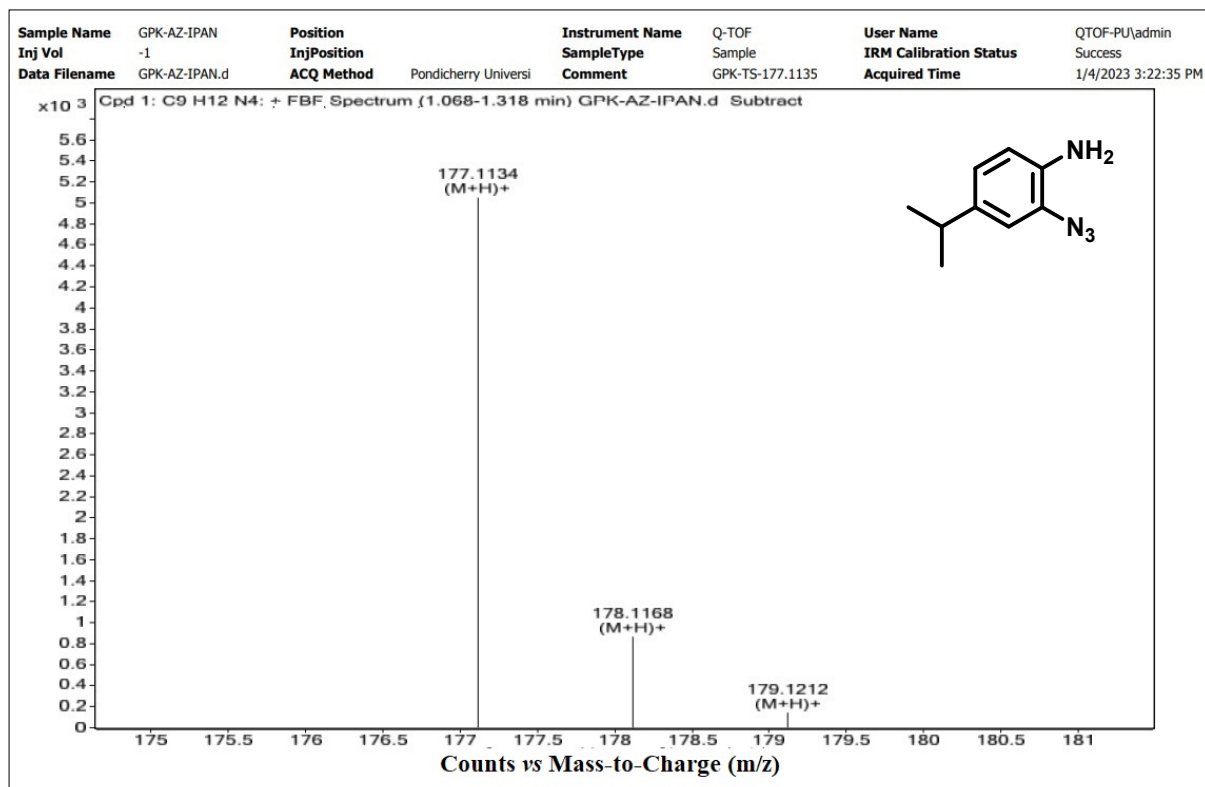 Sample Name GPK-AZ-IPAN Position Instrument Name Q-TOF User Name QTOF-PU\admin
Inj Vol -1 InjPosition SampleType Sample IRM Calibration Status Success
Data Filename GPK-AZ-IPAN.d ACQ Method Pondicherry Universi Comment GPK-TS-177.1135 Acquired Time 1/4/2023 3:22:35 PM
x10 3 Cpd 1: C9 H12 N4: + FBF Spectrum (1.068-1.318 min) GPK-AZ-IPAN.d Subtract
5.6
5.4
5.2
5
4.8
4.6
4.4
4.2
4
3.8
3.6
3.4
3.2
3
2.8
2.6
2.4
2.2
2
1.8
1.6
1.4
1.2
1
0.8
0.6
0.4
0.2
0
177.1134
(M+H)+
NH2
N3
178.1168
(M+H)+
179.1212
(M+H)+
175 175.5 176 176.5 177 177.5 178 178.5 179 179.5 180 180.5 181
Counts vs Mass-to-Charge (m/z)